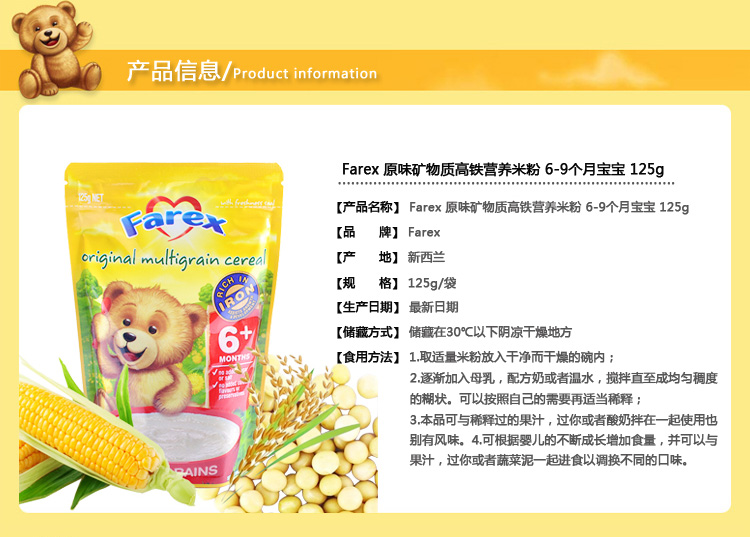 产品信息/Product information
Farex 原味矿物质高铁营养米粉 6-9个月宝宝 125g
【产品名称】 Farex 原味矿物质高铁营养米粉 6-9个月宝宝 125g
【品 牌】 Farex
【产 地】 新西兰
【规 格】 125g/袋
【生产日期】 最新日期
【储藏方式】 储藏在30℃以下阴凉干燥地方
【食用方法】 1.取适量米粉放入干净而干燥的碗内；
2.逐渐加入母乳，配方奶或者温水，搅拌直至成均匀稠度
的糊状。可以按照自己的需要再适当稀释；
3.本品可与稀释过的果汁，过你或者酸奶拌在一起使用也
别有风味。4.可根据婴儿的不断成长增加食量，并可以与
果汁，过你或者蔬菜泥一起进食以调换不同的口味。
125g NET
Farex
original multigrain cereal
RICH IN
IRON
6+
MONTHS